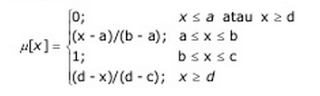 0; x ≤ a atau x ≥ d
(x - a)/(b - a); a ≤ x ≤ b
μ[x] =
1; b ≤ x ≤ c
(d - x)/(d - c); x ≥ d